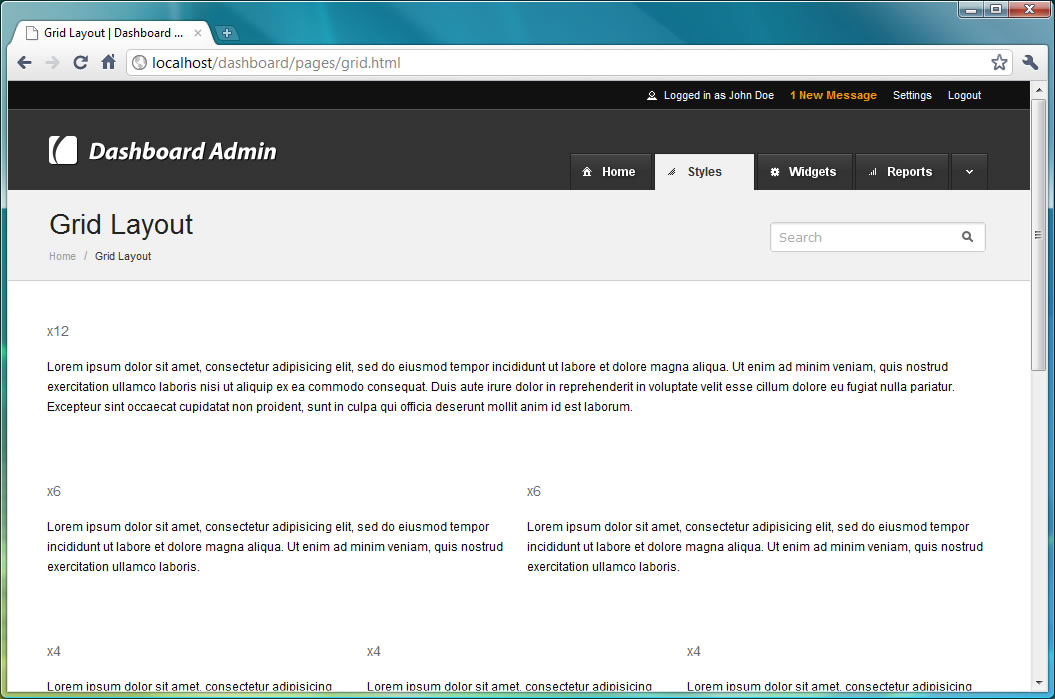 Grid Layout | Dashboard ...
localhost/dashboard/pages/grid.html
Logged in as John Doe 1 New Message Settings Logout
Dashboard Admin
Home Styles Widgets Reports
Grid Layout
Search
Home / Grid Layout
x12
Lorem ipsum dolor sit amet, consectetur adipisicing elit, sed do eiusmod tempor incididunt ut labore et dolore magna aliqua. Ut enim ad minim veniam, quis nostrud
exercitation ullamco laboris nisi ut aliquip ex ea commodo consequat. Duis aute irure dolor in reprehenderit in voluptate velit esse cillum dolore eu fugiat nulla pariatur.
Excepteur sint occaecat cupidatat non proident, sunt in culpa qui officia deserunt mollit anim id est laborum.
x6
Lorem ipsum dolor sit amet, consectetur adipisicing elit, sed do eiusmod tempor
incididunt ut labore et dolore magna aliqua. Ut enim ad minim veniam, quis nostrud
exercitation ullamco laboris.
x6
Lorem ipsum dolor sit amet, consectetur adipisicing elit, sed do eiusmod tempor
incididunt ut labore et dolore magna aliqua. Ut enim ad minim veniam, quis nostrud
exercitation ullamco laboris.
x4
Lorem ipsum dolor sit amet, consectetur adipisicing
x4
Lorem ipsum dolor sit amet, consectetur adipisicing
x4
Lorem ipsum dolor sit amet, consectetur adipisicing